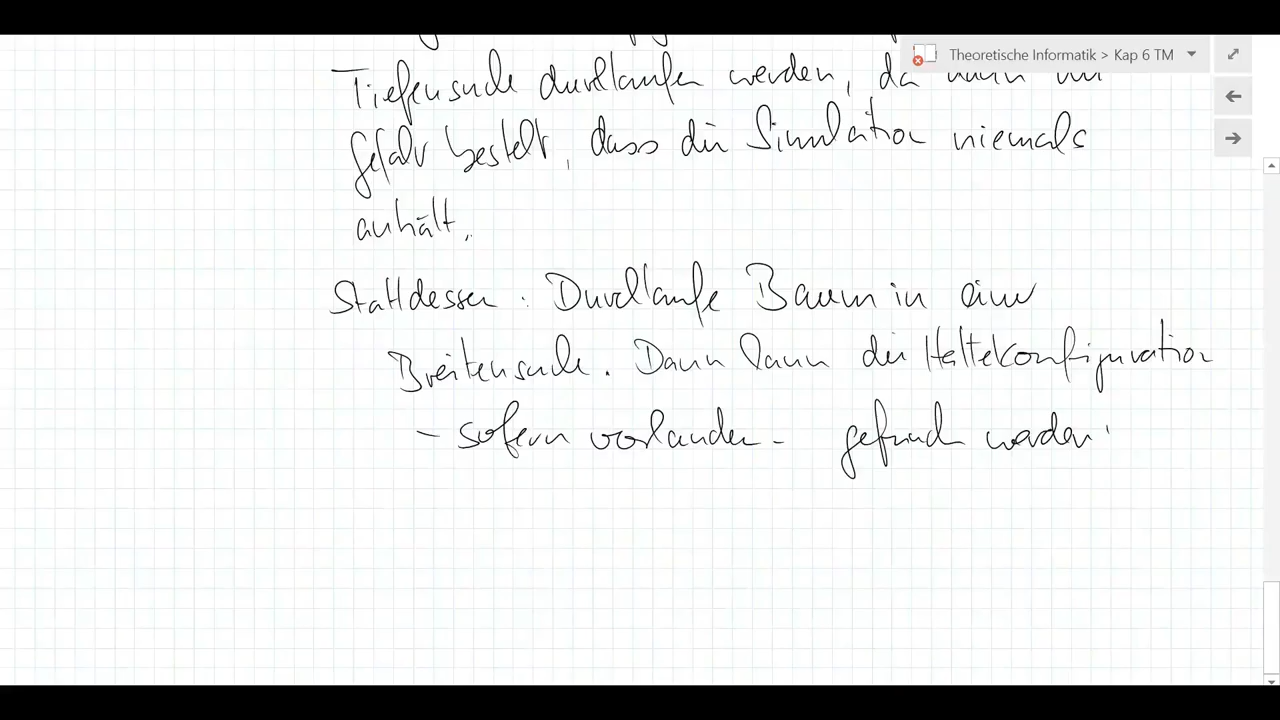 Theoretische Informatik > Kap 6 TM
Tiefensuche durchlaufen werden, da
Gefahr besteht, dass die Simulation niemals
anhält.
Stattdessen: Durchlaufe Baum in einer
Breitensuche. Dann kann die Haltekonfiguration
- sofern vorhanden - gefunden werden.